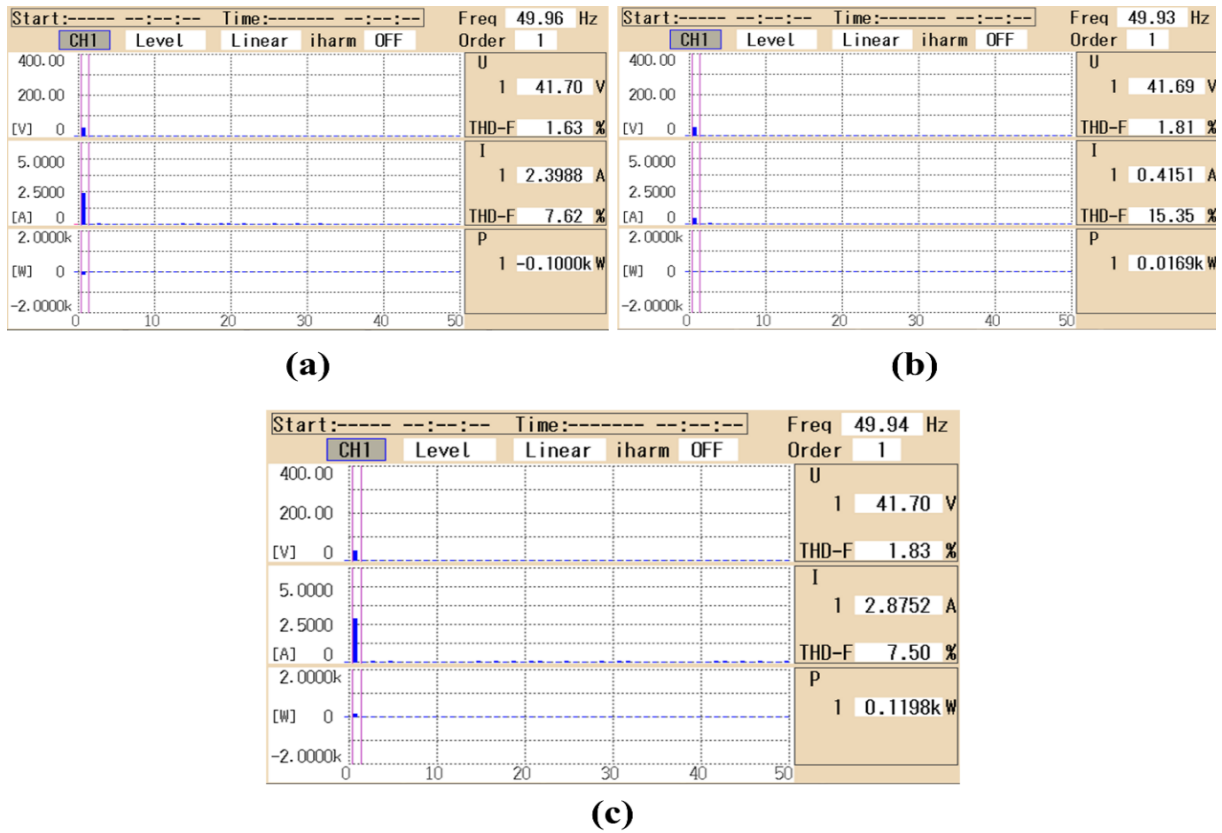 Start:----- --:--:-- Time:------- --:--:-- Freq 49.96 Hz
CH1 Level Linear iharm OFF Order 1
400.00
200.00
[V] 0
U
1 41.70 V
THD-F 1.63 %
5.0000
2.5000
[A] 0
I
1 2.3988 A
THD-F 7.62 %
2.0000k
[W] 0
-2.0000k
P
1 -0.1000k W
0 10 20 30 40 50
(a)
Start:----- --:--:-- Time:------- --:--:-- Freq 49.93 Hz
CH1 Level Linear iharm OFF Order 1
400.00
200.00
[V] 0
U
1 41.69 V
THD-F 1.81 %
5.0000
2.5000
[A] 0
I
1 0.4151 A
THD-F 15.35 %
2.0000k
[W] 0
-2.0000k
P
1 0.0169k W
0 10 20 30 40 50
(b)
Start:----- --:--:-- Time:------- --:--:-- Freq 49.94 Hz
CH1 Level Linear iharm OFF Order 1
400.00
200.00
[V] 0
U
1 41.70 V
THD-F 1.83 %
5.0000
2.5000
[A] 0
I
1 2.8752 A
THD-F 7.50 %
2.0000k
[W] 0
-2.0000k
P
1 0.1198k W
0 10 20 30 40 50
(c)